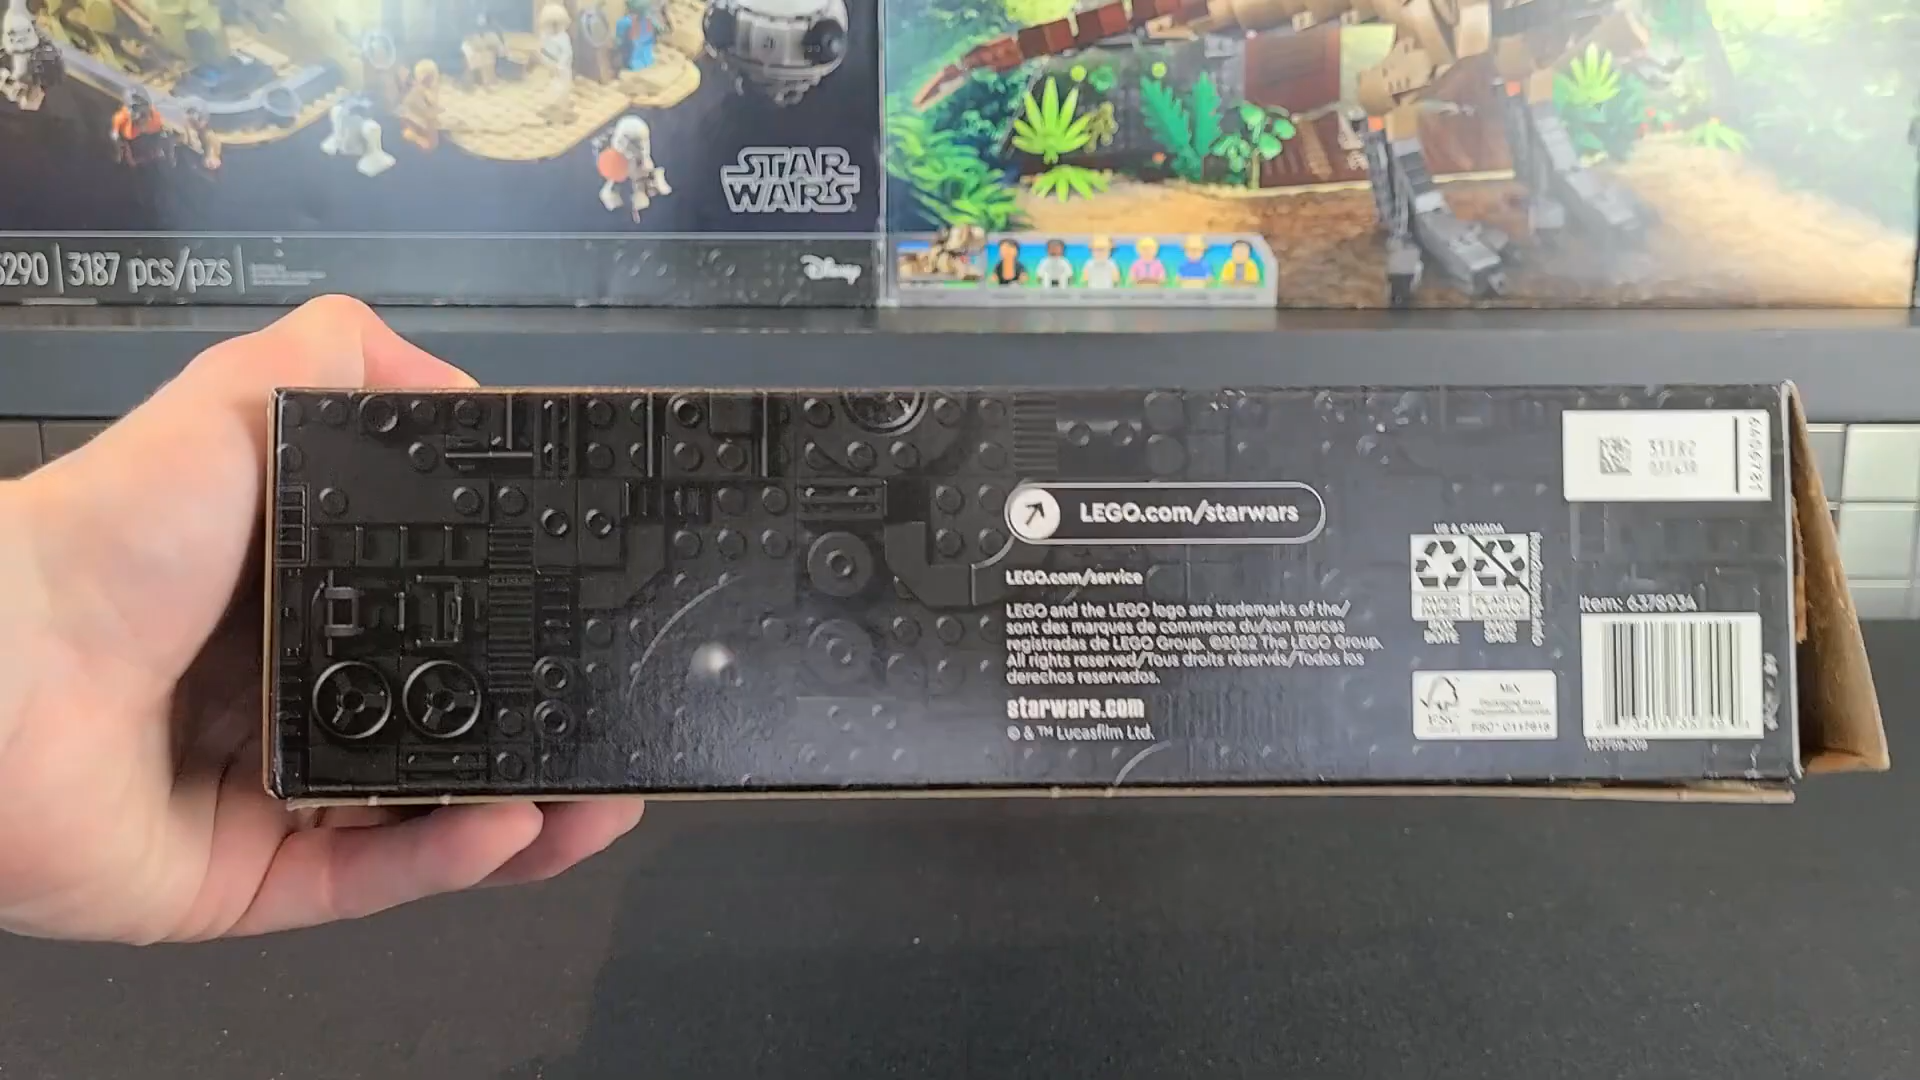 STAR
WARS
5290 | 3187 pcs/pzs
Disney
LEGO.com/starwars
LEGO.com/service
LEGO and the LEGO logo are trademarks of the/
sont des marques de commerce du/son marcas
registradas de LEGO Group. ©2022 The LEGO Group.
All rights reserved/Tous droits réservés/Todos los
derechos reservados.
starwars.com
© & ™ Lucasfilm Ltd.
US & CANADA
31182
Item: 6378934
FSC
MIX